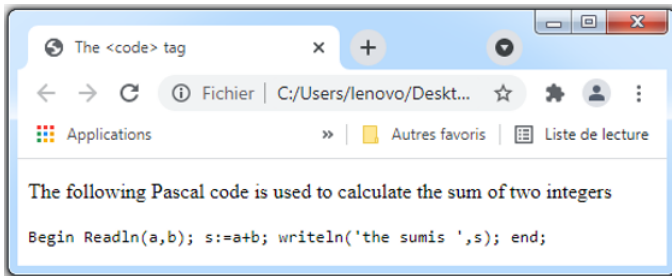 The <code> tag
Fichier | C:/Users/lenovo/Deskt...
Applications » Autres favoris Liste de lecture
The following Pascal code is used to calculate the sum of two integers
Begin Readln(a,b); s:=a+b; writeln('the sumis ',s); end;